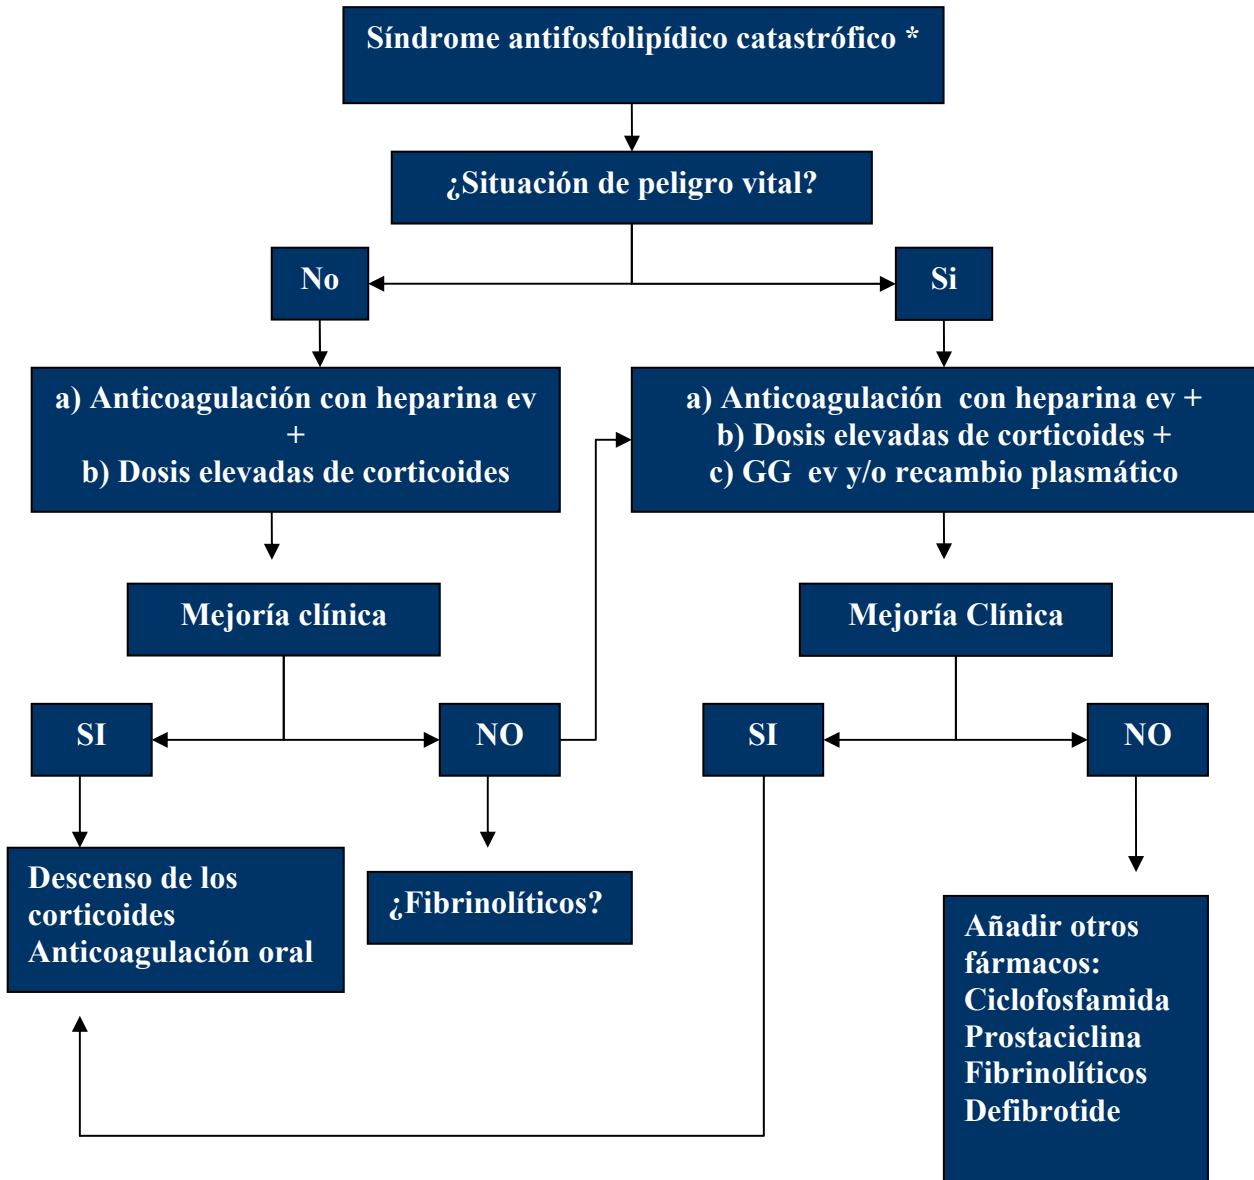 Síndrome antifosfolipídico catastrófico *
¿Situación de peligro vital?
No
Si
a) Anticoagulación con heparina ev
+
b) Dosis elevadas de corticoides
a) Anticoagulación con heparina ev +
b) Dosis elevadas de corticoides +
c) GG ev y/o recambio plasmático
Mejoría clínica
Mejoría Clínica
SI
NO
SI
NO
Descenso de los
corticoides
Anticoagulación oral
¿Fibrinolíticos?
Añadir otros
fármacos:
Ciclofosfamida
Prostaciclina
Fibrinolíticos
Defibrotide